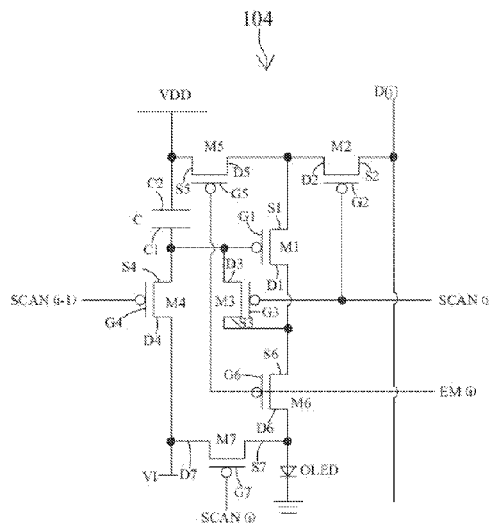 104
VDD
D(j)
M5
M2
S5
D5
D2
S2
G5
G2
C2
C
C1
G1
S1
M1
D1
S4
D3
SCAN (i-1)
M4
M3
G3
SCAN (i)
G4
D4
S3
S6
G6
M6
EM (i)
D6
M7
VI
D7
S7
OLED
G7
SCAN (i)